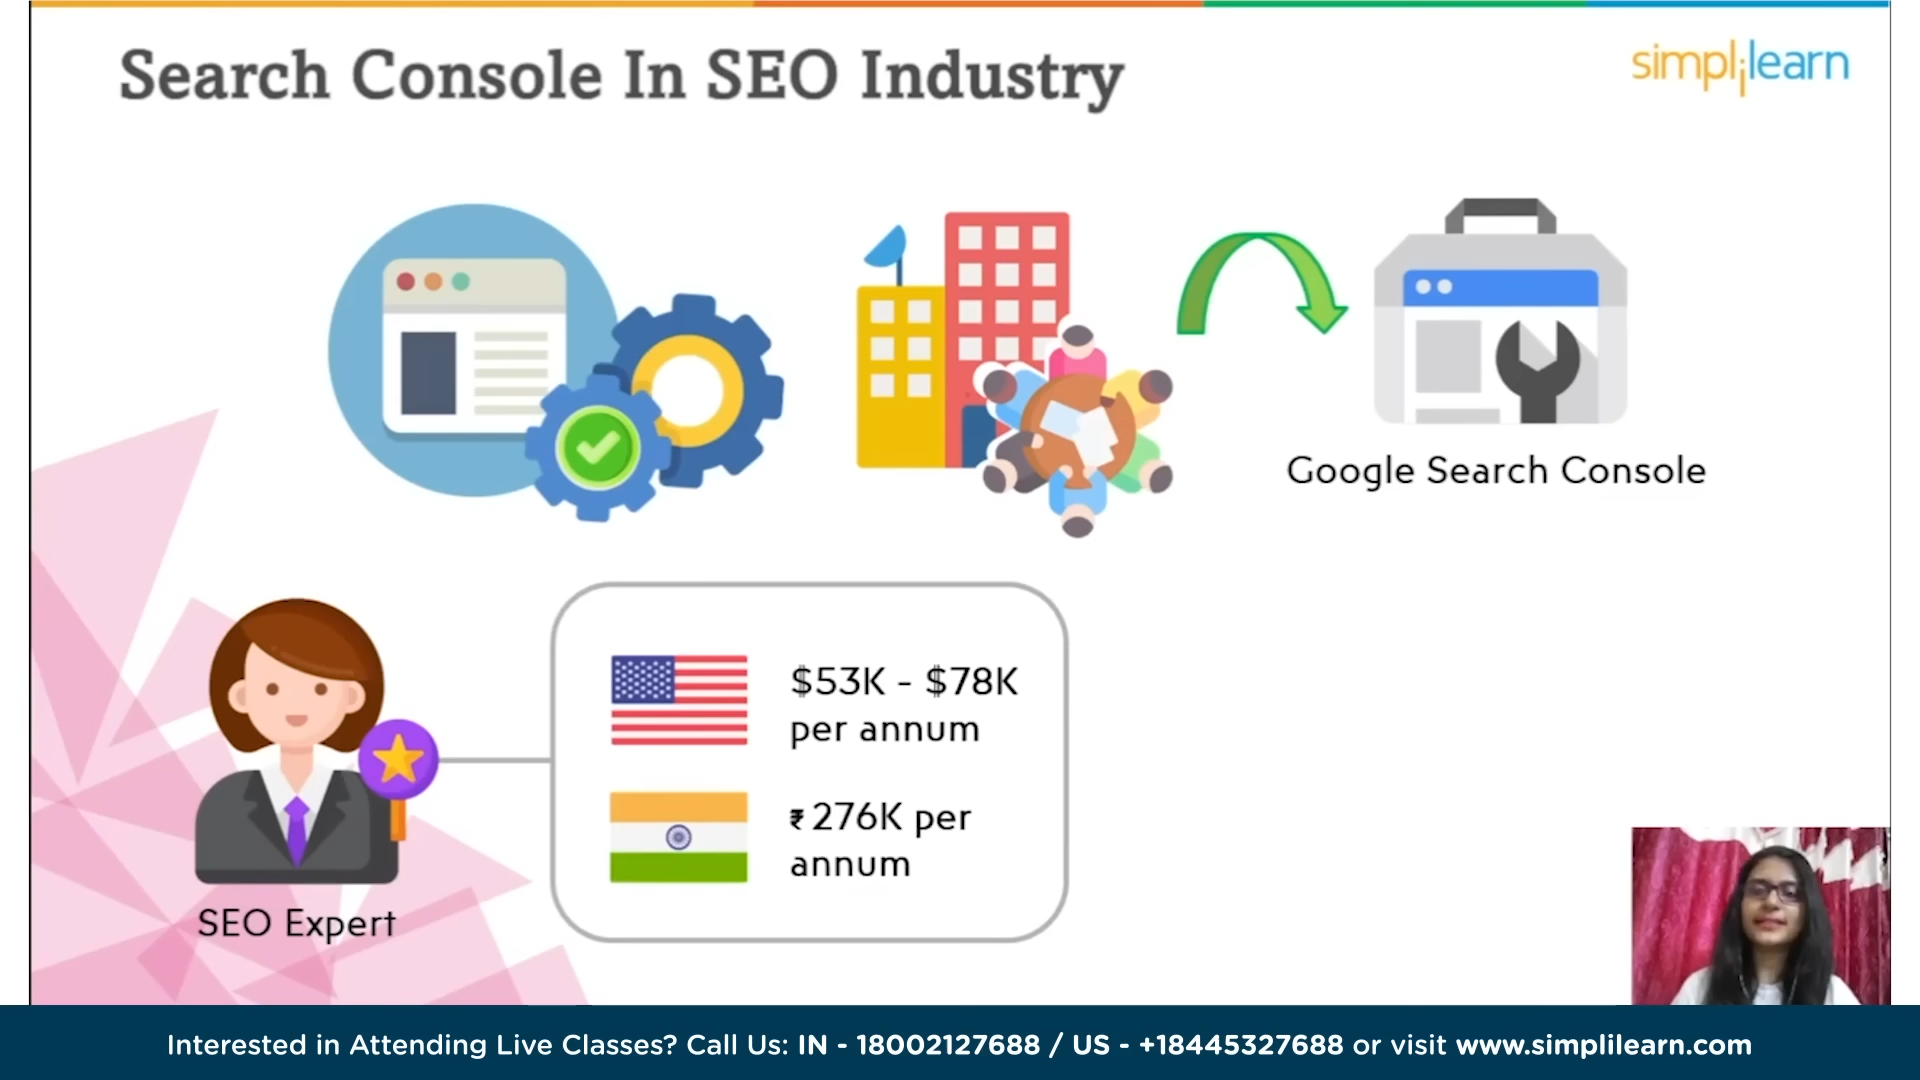 Search Console In SEO Industry
simplilearn
Google Search Console
$53K - $78K
per annum
₹276K per
annum
SEO Expert
Interested in Attending Live Classes? Call Us: IN - 18002127688 / US - +18445327688 or visit www.simplilearn.com